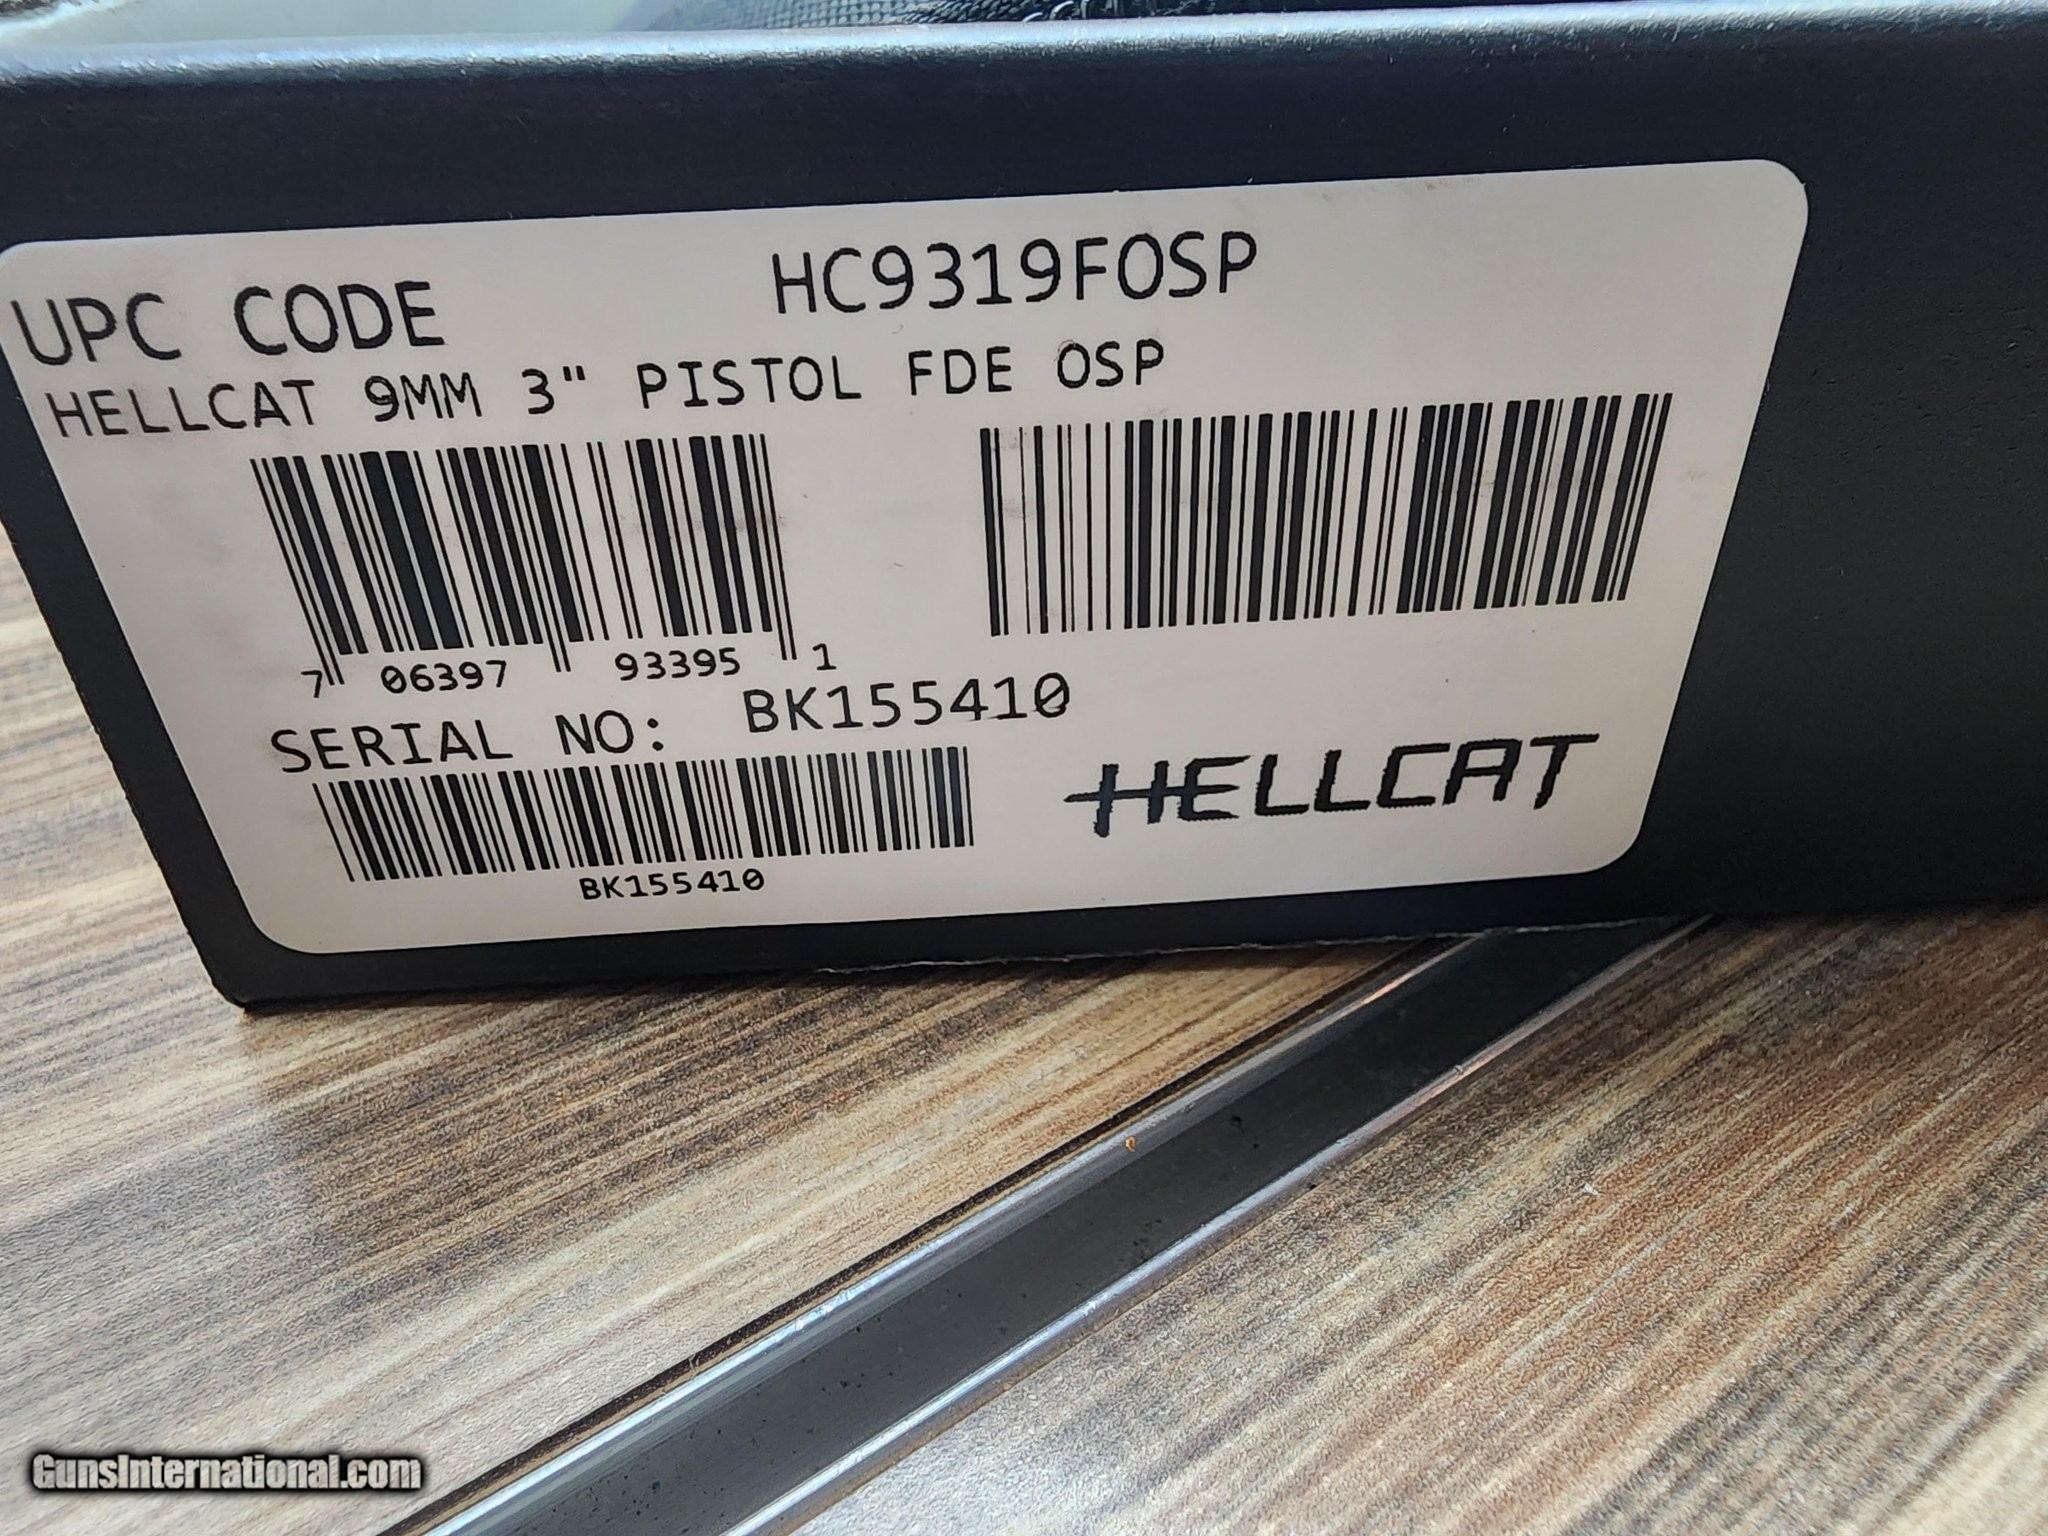 UPC CODE HC9319FOSP
HELLCAT 9MM 3" PISTOL FDE OSP
7 06397 93395 1
SERIAL NO: BK155410
BK155410
HELLCAT
GunsInternational.com